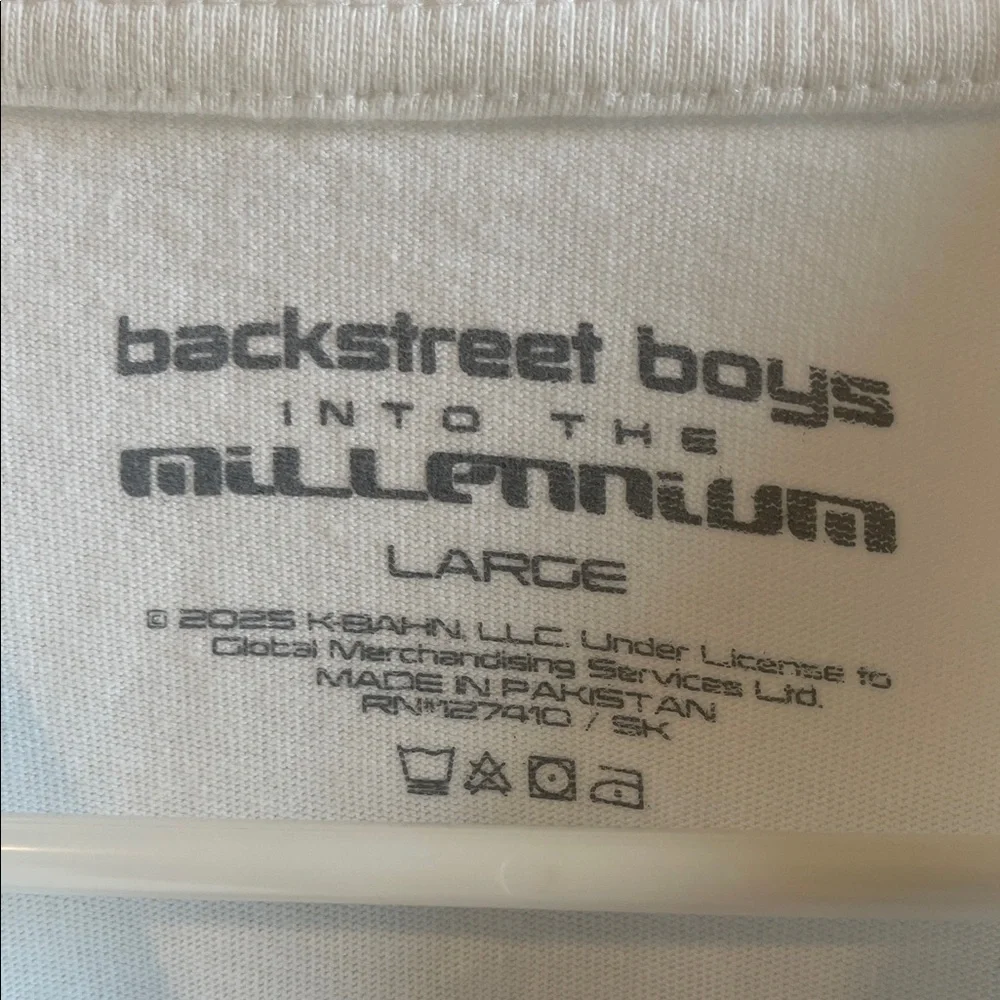 backstreet boys
INTO THE
millennium
LARGE
© 2025 K-BAHN, LLC. Under License to
Global Merchandising Services Ltd.
MADE IN PAKISTAN
RN#127410 / SK